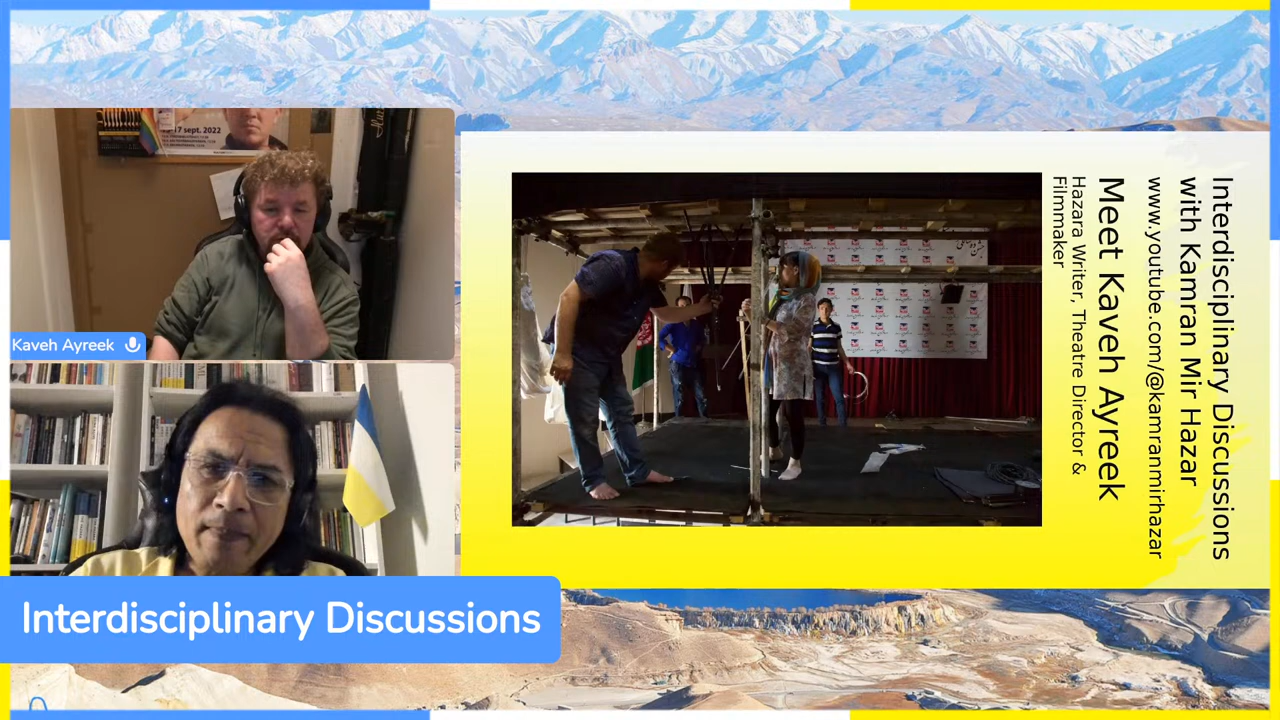 17 sept. 2022
Kaveh Ayreek
Interdisciplinary Discussions
Interdisciplinary Discussions
with Kamran Mir Hazar
www.youtube.com/@kamranmirhazar
Meet Kaveh Ayreek
Hazara Writer, Theatre Director &
Filmmaker